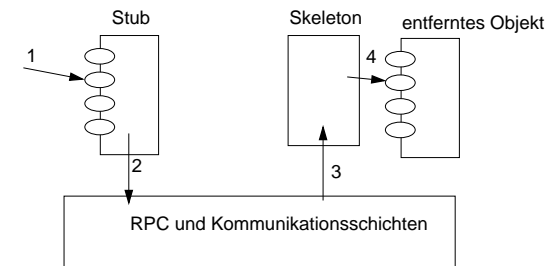 Stub
Skeleton
entferntes Objekt
1
4
2
3
RPC und Kommunikationsschichten